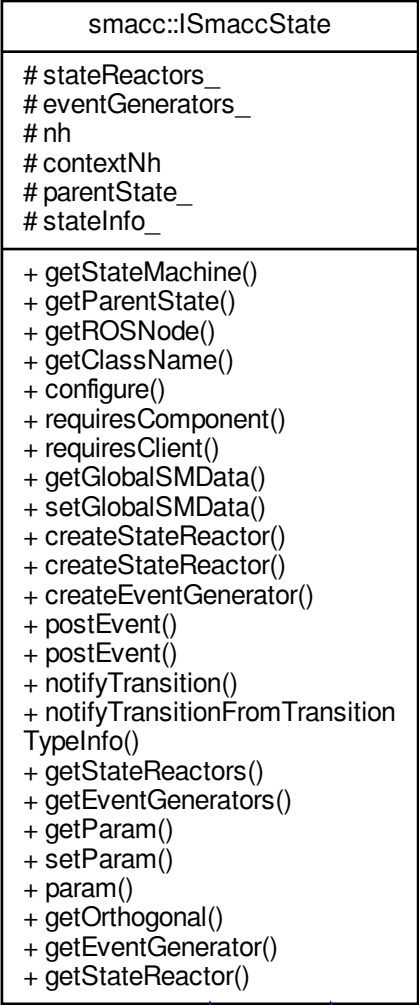 smacc::ISmaccState
# stateReactors_
# eventGenerators_
# nh
# contextNh
# parentState_
# stateInfo_
+ getStateMachine()
+ getParentState()
+ getROSNode()
+ getClassName()
+ configure()
+ requiresComponent()
+ requiresClient()
+ getGlobalSMData()
+ setGlobalSMData()
+ createStateReactor()
+ createStateReactor()
+ createEventGenerator()
+ postEvent()
+ postEvent()
+ notifyTransition()
+ notifyTransitionFromTransition
TypeInfo()
+ getStateReactors()
+ getEventGenerators()
+ getParam()
+ setParam()
+ param()
+ getOrthogonal()
+ getEventGenerator()
+ getStateReactor()